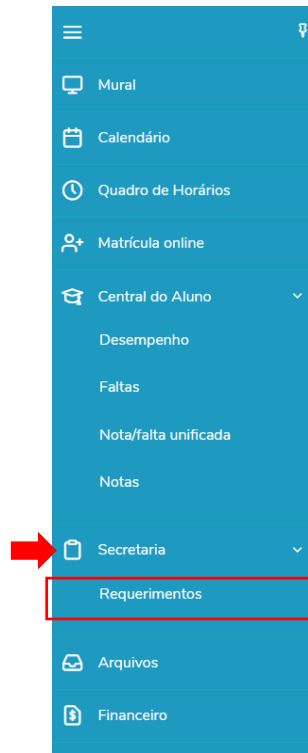 Mural
Calendário
Quadro de Horários
Matrícula online
Central do Aluno
Desempenho
Faltas
Nota/falta unificada
Notas
Secretaria
Requerimentos
Arquivos
Financeiro